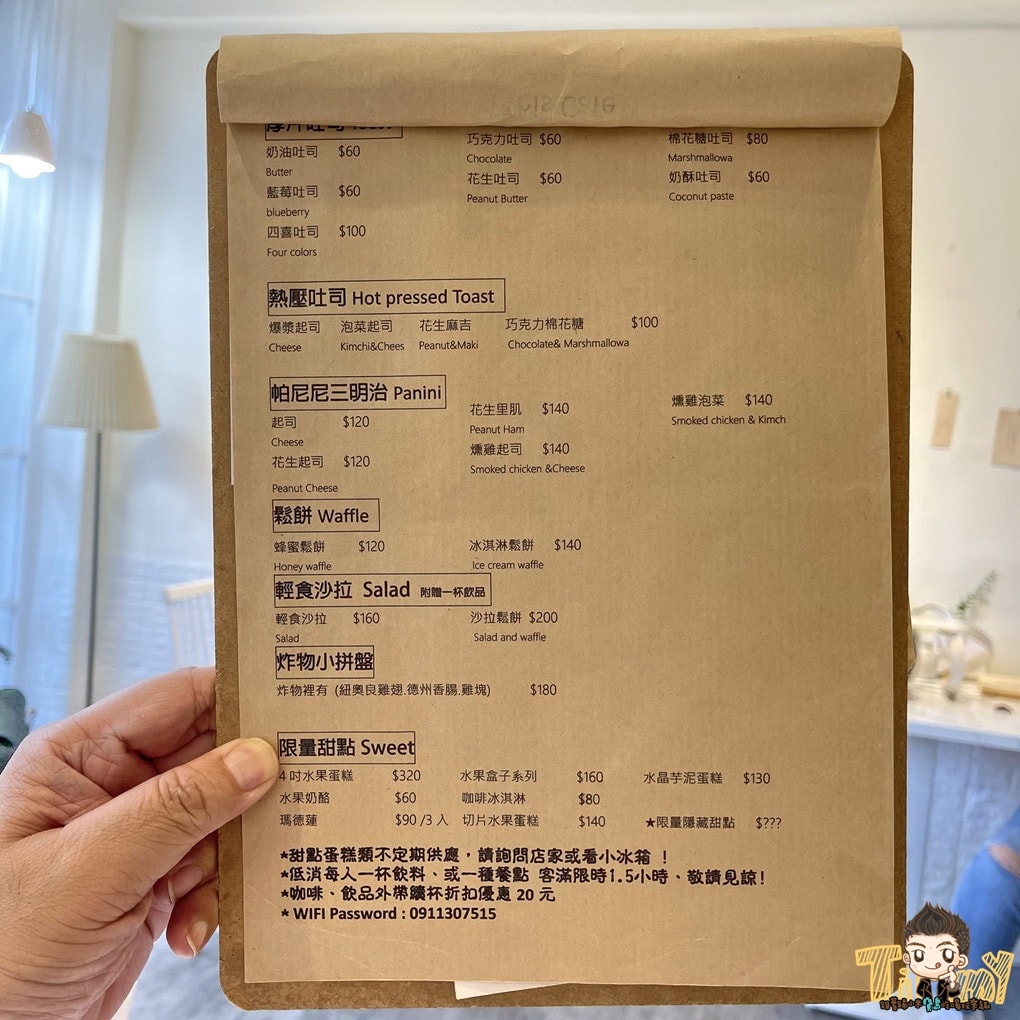 厚片吐司 Toast
奶油吐司 $60 巧克力吐司 $60 棉花糖吐司 $80
Butter Chocolate Marshmallowa
藍莓吐司 $60 花生吐司 $60 奶酥吐司 $60
blueberry Peanut Butter Coconut paste
四喜吐司 $100
Four colors
熱壓吐司 Hot pressed Toast
爆漿起司 泡菜起司 花生麻吉 巧克力棉花糖 $100
Cheese Kimchi&Chees Peanut&Maki Chocolate& Marshmallowa
帕尼尼三明治 Panini
起司 $120 花生里肌 $140 燻雞泡菜 $140
Cheese Peanut Ham Smoked chicken & Kimch
花生起司 $120 燻雞起司 $140
Peanut Cheese Smoked chicken &Cheese
鬆餅 Waffle
蜂蜜鬆餅 $120 冰淇淋鬆餅 $140
Honey waffle Ice cream waffle
輕食沙拉 Salad 附贈一杯飲品
輕食沙拉 $160 沙拉鬆餅 $200
Salad Salad and waffle
炸物小拼盤
炸物裡有 (紐奧良雞翅.德州香腸.雞塊) $180
限量甜點 Sweet
4 吋水果蛋糕 $320 水果盒子系列 $160 水晶芋泥蛋糕 $130
水果奶酪 $60 咖啡冰淇淋 $80
瑪德蓮 $90 /3 入 切片水果蛋糕 $140 ★限量隱藏甜點 $???
*甜點蛋糕類不定期供應，請詢問店家或看小冰箱 ！
*低消每人一杯飲料、或一種餐點 客滿限時1.5小時、敬請見諒!
*咖啡、飲品外帶續杯折扣優惠 20 元
* WIFI Password : 0911307515